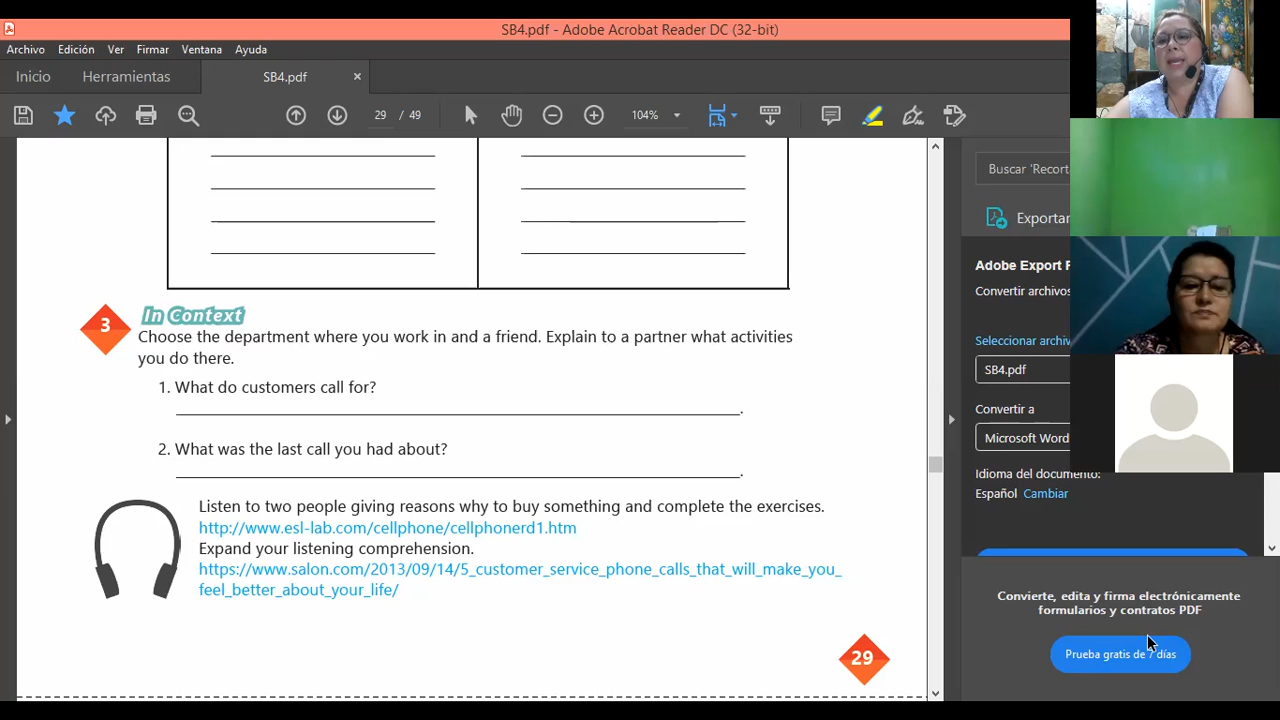 SB4.pdf - Adobe Acrobat Reader DC (32-bit)
Archivo Edición Ver Firmar Ventana Ayuda
Inicio Herramientas SB4.pdf ×
29 / 49 104%
3
In Context
Choose the department where you work in and a friend. Explain to a partner what activities
you do there.
1. What do customers call for?
.
2. What was the last call you had about?
.
Listen to two people giving reasons why to buy something and complete the exercises.
http://www.esl-lab.com/cellphone/cellphonerd1.htm
Expand your listening comprehension.
https://www.salon.com/2013/09/14/5_customer_service_phone_calls_that_will_make_you_
feel_better_about_your_life/
29
Buscar 'Recort
Exportar
Adobe Export
Convertir archivos
Seleccionar archiv
SB4.pdf
Convertir a
Microsoft Word
Idioma del documento:
Español Cambiar
Convierte, edita y firma electrónicamente
formularios y contratos PDF
Prueba gratis de 7 días